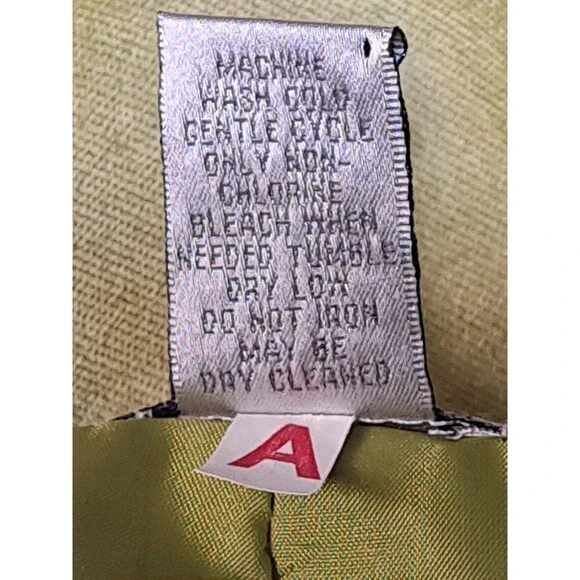 MACHINE
WASH COLD
GENTLE CYCLE
ONLY NON-
CHLORINE
BLEACH WHEN
NEEDED TUMBLE
DRY LOW
DO NOT IRON
MAY BE
DRY CLEANED
A